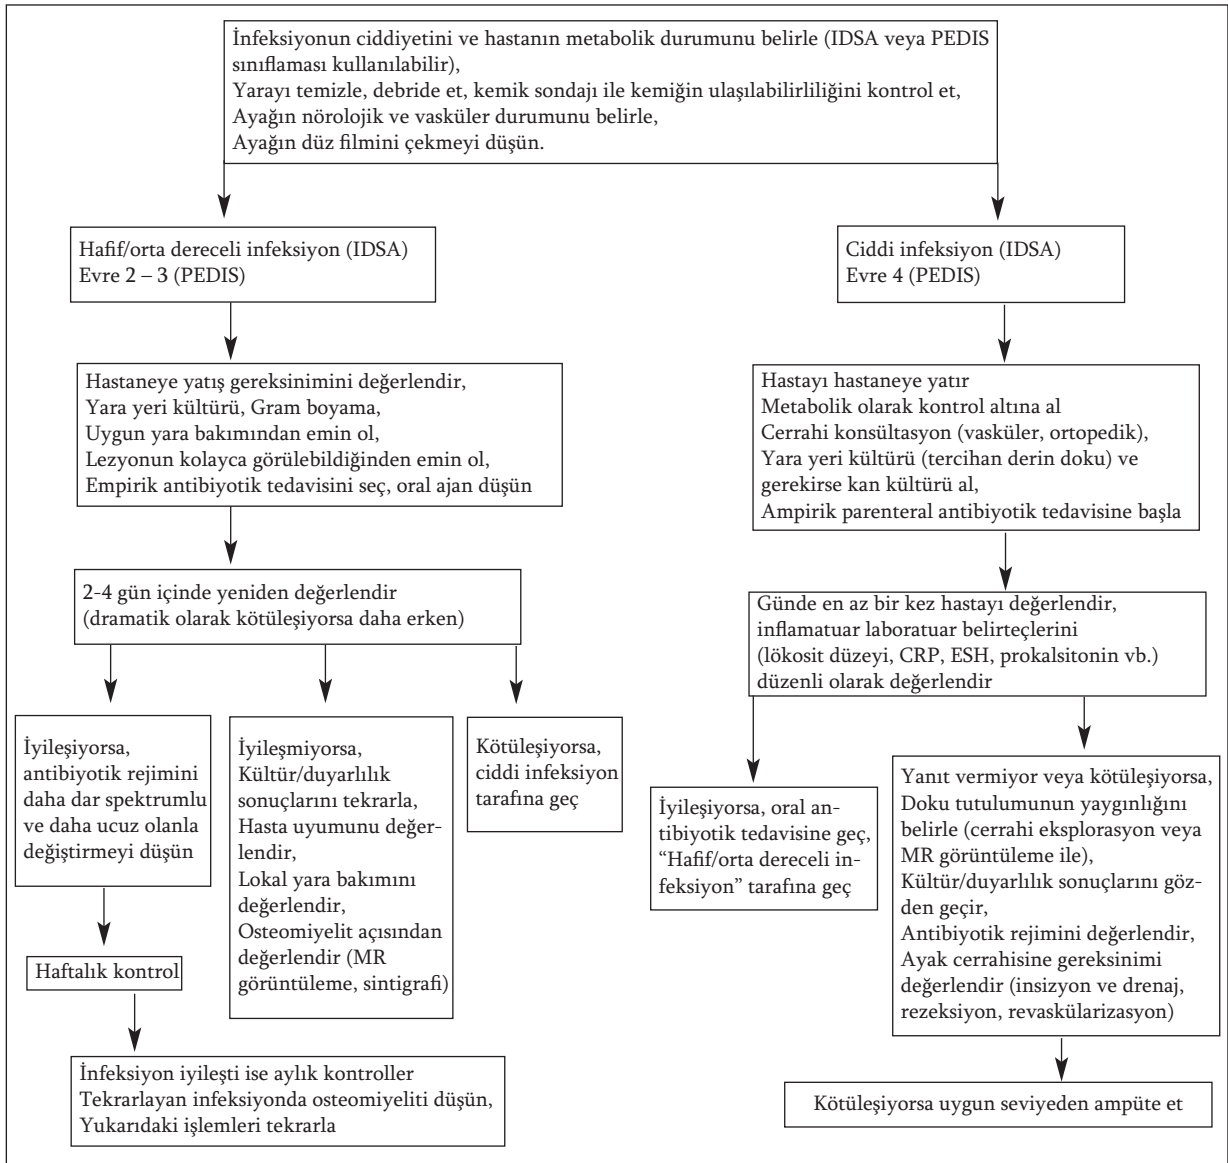 İnfeksiyonun ciddiyetini ve hastanın metabolik durumunu belirle (IDSA veya PEDIS
sınıflaması kullanılabilir),
Yarayı temizle, debride et, kemik sondajı ile kemiğin ulaşılabilirliliğini kontrol et,
Ayağın nörolojik ve vasküler durumunu belirle,
Ayağın düz filmini çekmeyi düşün.
Hafif/orta dereceli infeksiyon (IDSA)
Evre 2 – 3 (PEDIS)
Hastaneye yatış gereksinimini değerlendir,
Yara yeri kültürü, Gram boyama,
Uygun yara bakımından emin ol,
Lezyonun kolayca görülebildiğinden emin ol,
Empirik antibiyotik tedavisini seç, oral ajan düşün
2-4 gün içinde yeniden değerlendir
(dramatik olarak kötüleşiyorsa daha erken)
İyileşiyorsa,
antibiyotik rejimini
daha dar spektrumlu
ve daha ucuz olanla
değiştirmeyi düşün
Haftalık kontrol
İyileşmiyorsa,
Kültür/duyarlılık
sonuçlarını tekrarla,
Hasta uyumunu değer-
lendir,
Lokal yara bakımını
değerlendir,
Osteomiyelit açısından
değerlendir (MR
görüntüleme, sintigrafi)
Kötüleşiyorsa,
ciddi infeksiyon
tarafına geç
İnfeksiyon iyileşti ise aylık kontroller
Tekrarlayan infeksiyonda osteomiyeliti düşün,
Yukarıdaki işlemleri tekrarla
Ciddi infeksiyon (IDSA)
Evre 4 (PEDIS)
Hastayı hastaneye yatır
Metabolik olarak kontrol altına al
Cerrahi konsültasyon (vasküler, ortopedik),
Yara yeri kültürü (tercihan derin doku) ve
gerekirse kan kültürü al,
Ampirik parenteral antibiyotik tedavisine başla
Günde en az bir kez hastayı değerlendir,
inflamatuar laboratuar belirteçlerini
(lökosit düzeyi, CRP, ESH, prokalsitonin vb.)
düzenli olarak değerlendir
İyileşiyorsa, oral an-
tibiyotik tedavisine geç,
“Hafif/orta dereceli in-
feksiyon” tarafına geç
Yanıt vermiyor veya kötüleşiyorsa,
Doku tutulumunun yaygınlığını
belirle (cerrahi eksplorasyon veya
MR görüntüleme ile),
Kültür/duyarlılık sonuçlarını göz-
den geçir,
Antibiyotik rejimini değerlendir,
Ayak cerrahisine gereksinimi
değerlendir (insizyon ve drenaj,
rezeksiyon, revaskülarizasyon)
Kötüleşiyorsa uygun seviyeden ampüte et